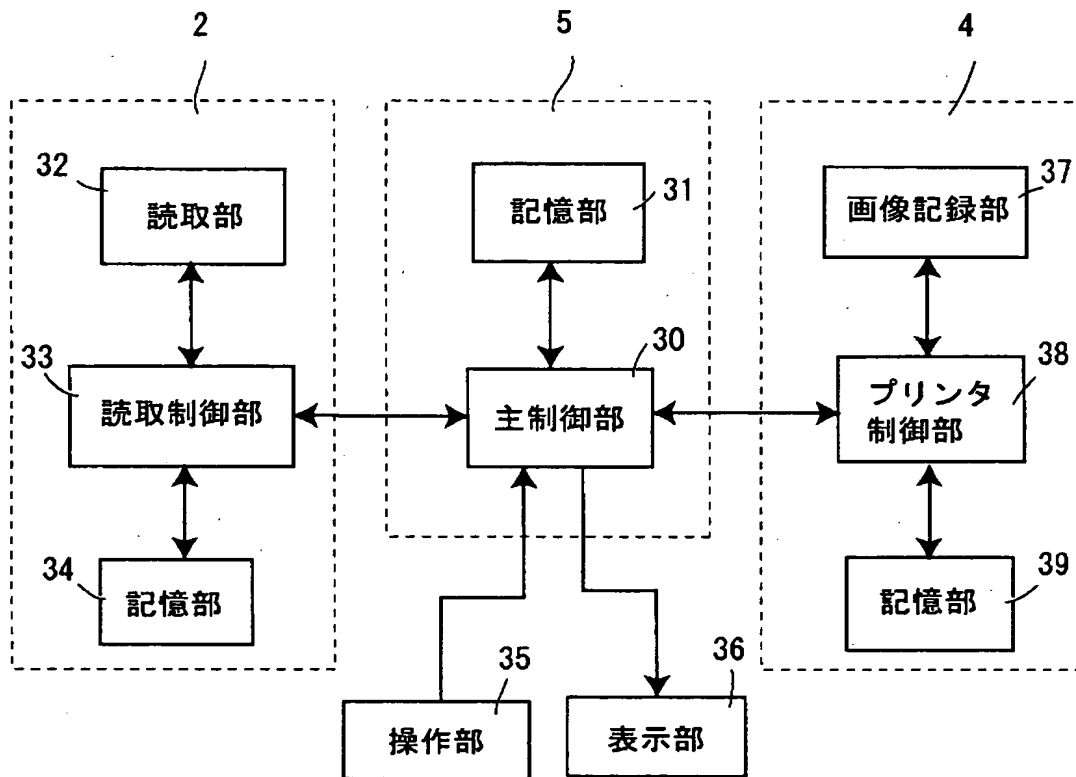 2
5
4
32
読取部
31
記憶部
37
画像記録部
33
読取制御部
30
主制御部
38
プリンタ
制御部
34
記憶部
39
記憶部
35
操作部
36
表示部